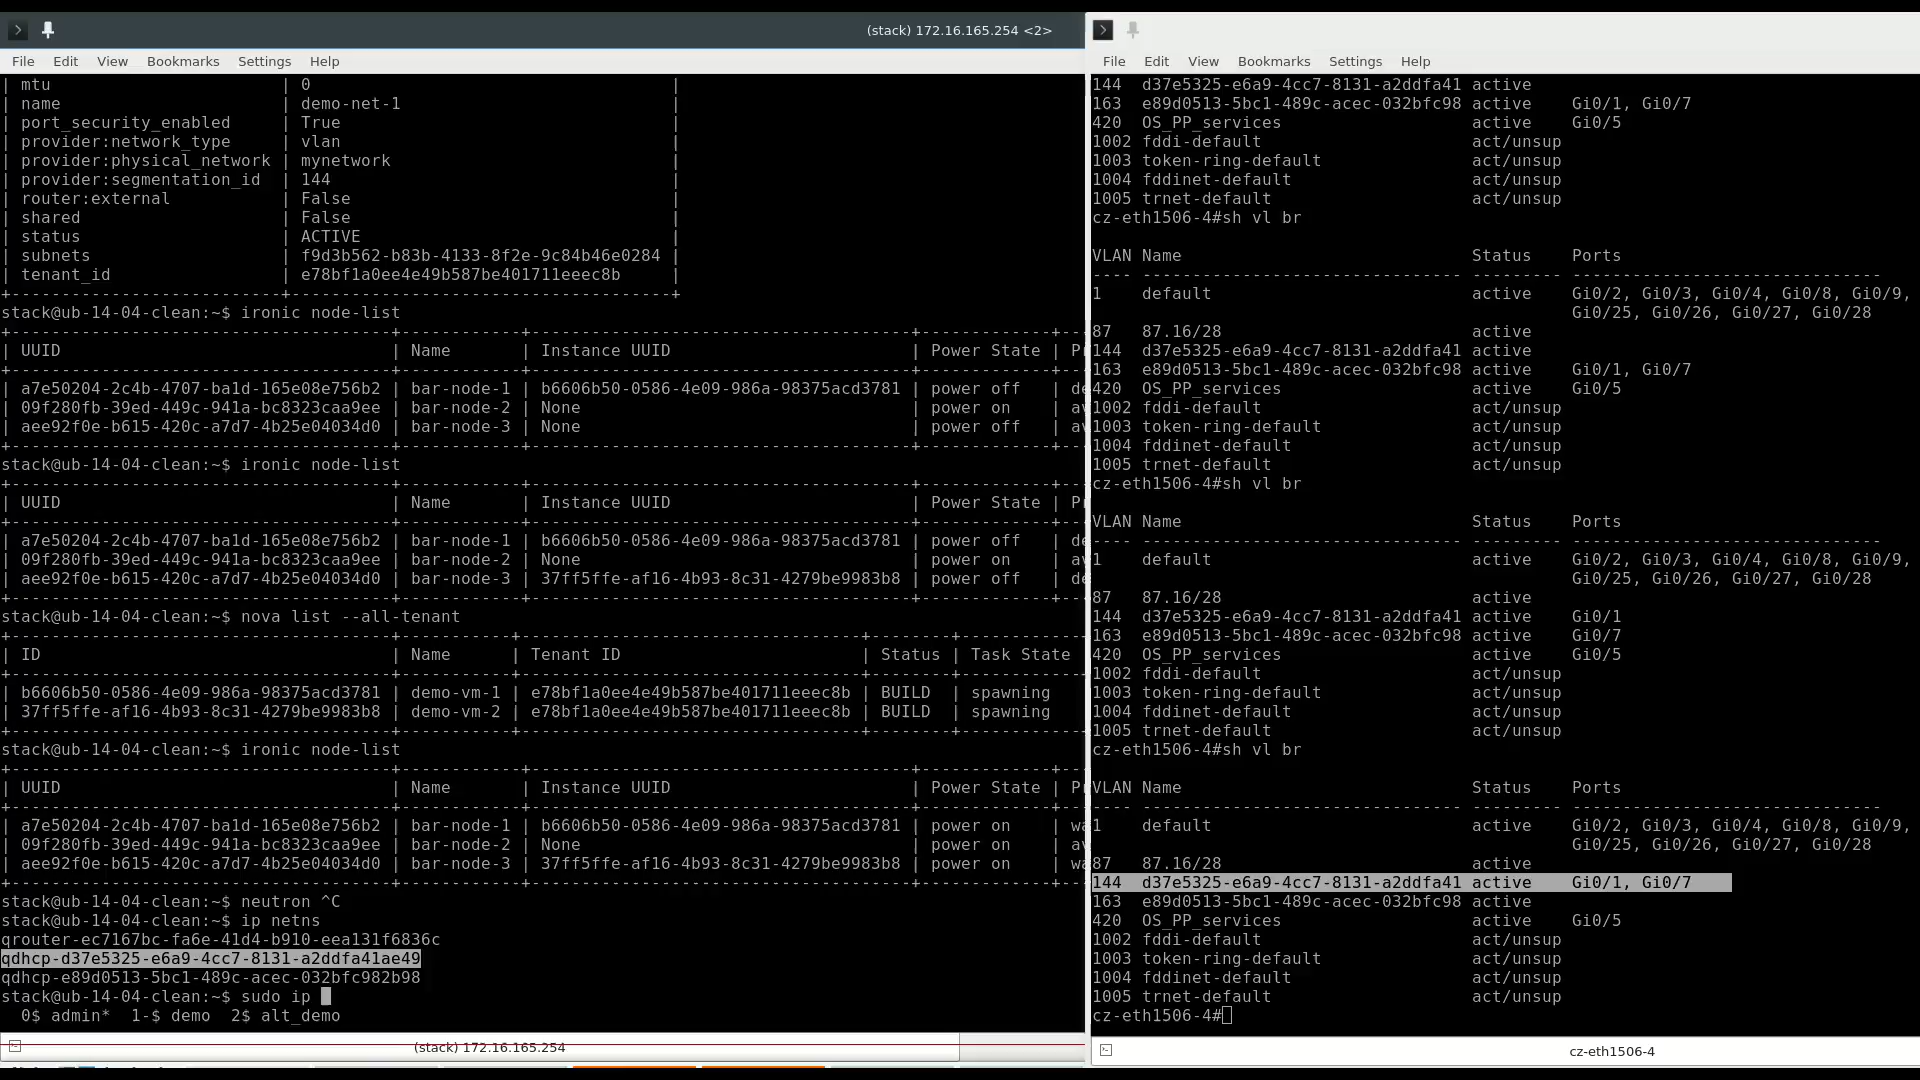 (stack) 172.16.165.254 <2>
File Edit View Bookmarks Settings Help
| mtu | 0 |
| name | demo-net-1 |
| port_security_enabled | True |
| provider:network_type | vlan |
| provider:physical_network | mynetwork |
| provider:segmentation_id | 144 |
| router:external | False |
| shared | False |
| status | ACTIVE |
| subnets | f9d3b562-b83b-4133-8f2e-9c84b46e0284 |
| tenant_id | e78bf1a0ee4e49b587be401711eeec8b |
+---------------------------+--------------------------------------+
stack@ub-14-04-clean:~$ ironic node-list
| UUID | Name | Instance UUID | Power State | Pr
| a7e50204-2c4b-4707-ba1d-165e08e756b2 | bar-node-1 | b6606b50-0586-4e09-986a-98375acd3781 | power off | de
| 09f280fb-39ed-449c-941a-bc8323caa9ee | bar-node-2 | None | power on | av
| aee92f0e-b615-420c-a7d7-4b25e04034d0 | bar-node-3 | None | power off | av
stack@ub-14-04-clean:~$ ironic node-list
| UUID | Name | Instance UUID | Power State | Pr
| a7e50204-2c4b-4707-ba1d-165e08e756b2 | bar-node-1 | b6606b50-0586-4e09-986a-98375acd3781 | power off | de
| 09f280fb-39ed-449c-941a-bc8323caa9ee | bar-node-2 | None | power on | av
| aee92f0e-b615-420c-a7d7-4b25e04034d0 | bar-node-3 | 37ff5ffe-af16-4b93-8c31-4279be9983b8 | power off | de
stack@ub-14-04-clean:~$ nova list --all-tenant
| ID | Name | Tenant ID | Status | Task State
| b6606b50-0586-4e09-986a-98375acd3781 | demo-vm-1 | e78bf1a0ee4e49b587be401711eeec8b | BUILD | spawning
| 37ff5ffe-af16-4b93-8c31-4279be9983b8 | demo-vm-2 | e78bf1a0ee4e49b587be401711eeec8b | BUILD | spawning
stack@ub-14-04-clean:~$ ironic node-list
| UUID | Name | Instance UUID | Power State | Pr
| a7e50204-2c4b-4707-ba1d-165e08e756b2 | bar-node-1 | b6606b50-0586-4e09-986a-98375acd3781 | power on | wa
| 09f280fb-39ed-449c-941a-bc8323caa9ee | bar-node-2 | None | power on | av
| aee92f0e-b615-420c-a7d7-4b25e04034d0 | bar-node-3 | 37ff5ffe-af16-4b93-8c31-4279be9983b8 | power on | wa
stack@ub-14-04-clean:~$ neutron ^C
stack@ub-14-04-clean:~$ ip netns
qrouter-ec7167bc-fa6e-41d4-b910-eea131f6836c
qdhcp-d37e5325-e6a9-4cc7-8131-a2ddfa41ae49
qdhcp-e89d0513-5bc1-489c-acec-032bfc982b98
stack@ub-14-04-clean:~$ sudo ip
0$ admin* 1-$ demo 2$ alt_demo
(stack) 172.16.165.254
File Edit View Bookmarks Settings Help
144 d37e5325-e6a9-4cc7-8131-a2ddfa41 active
163 e89d0513-5bc1-489c-acec-032bfc98 active Gi0/1, Gi0/7
420 OS_PP_services active Gi0/5
1002 fddi-default act/unsup
1003 token-ring-default act/unsup
1004 fddinet-default act/unsup
1005 trnet-default act/unsup
cz-eth1506-4#sh vl br
VLAN Name Status Ports
---- -------------------------------- --------- -------------------------------
1 default active Gi0/2, Gi0/3, Gi0/4, Gi0/8, Gi0/9,
Gi0/25, Gi0/26, Gi0/27, Gi0/28
87 87.16/28 active
144 d37e5325-e6a9-4cc7-8131-a2ddfa41 active
163 e89d0513-5bc1-489c-acec-032bfc98 active Gi0/1, Gi0/7
420 OS_PP_services active Gi0/5
1002 fddi-default act/unsup
1003 token-ring-default act/unsup
1004 fddinet-default act/unsup
1005 trnet-default act/unsup
cz-eth1506-4#sh vl br
VLAN Name Status Ports
---- -------------------------------- --------- -------------------------------
1 default active Gi0/2, Gi0/3, Gi0/4, Gi0/8, Gi0/9,
Gi0/25, Gi0/26, Gi0/27, Gi0/28
87 87.16/28 active
144 d37e5325-e6a9-4cc7-8131-a2ddfa41 active Gi0/1
163 e89d0513-5bc1-489c-acec-032bfc98 active Gi0/7
420 OS_PP_services active Gi0/5
1002 fddi-default act/unsup
1003 token-ring-default act/unsup
1004 fddinet-default act/unsup
1005 trnet-default act/unsup
cz-eth1506-4#sh vl br
VLAN Name Status Ports
---- -------------------------------- --------- -------------------------------
1 default active Gi0/2, Gi0/3, Gi0/4, Gi0/8, Gi0/9,
Gi0/25, Gi0/26, Gi0/27, Gi0/28
87 87.16/28 active
144 d37e5325-e6a9-4cc7-8131-a2ddfa41 active Gi0/1, Gi0/7
163 e89d0513-5bc1-489c-acec-032bfc98 active
420 OS_PP_services active Gi0/5
1002 fddi-default act/unsup
1003 token-ring-default act/unsup
1004 fddinet-default act/unsup
1005 trnet-default act/unsup
cz-eth1506-4#
cz-eth1506-4